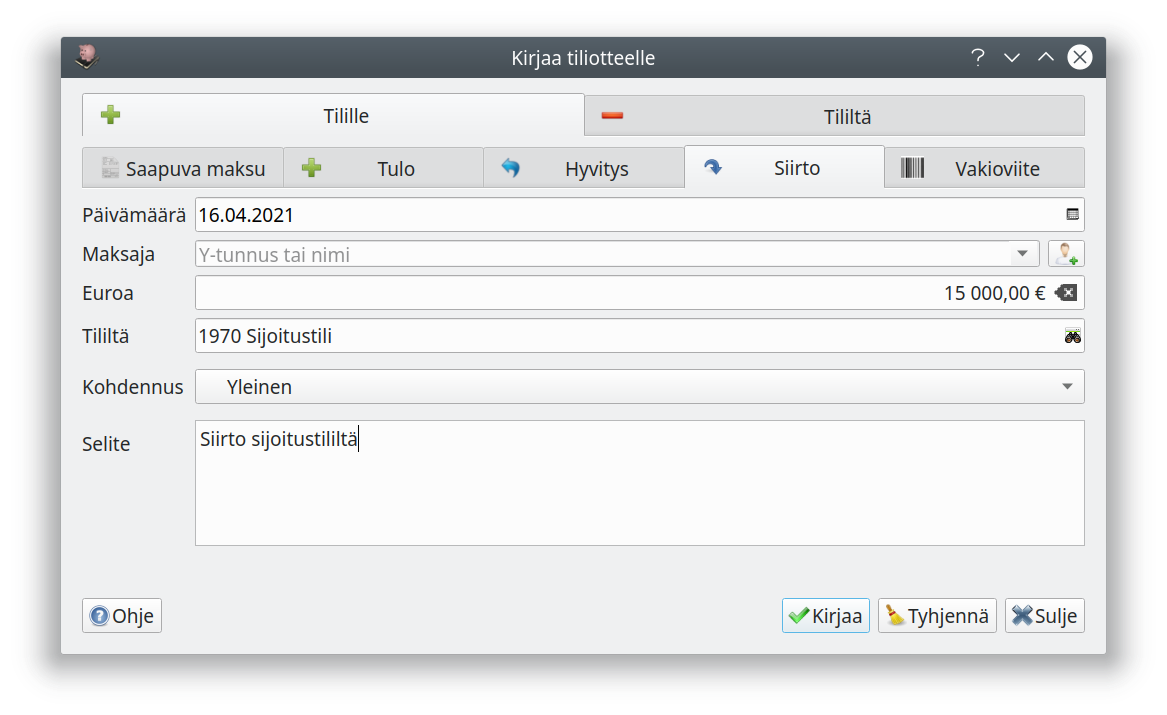 Kirjaa tiliotteelle
Tilille Tililtä
Saapuva maksu Tulo Hyvitys Siirto Vakioviite
Päivämäärä 16.04.2021
Maksaja Y-tunnus tai nimi
Euroa 15 000,00 €
Tililtä 1970 Sijoitustili
Kohdennus Yleinen
Selite Siirto sijoitustililtä
Ohje Kirjaa Tyhjennä Sulje